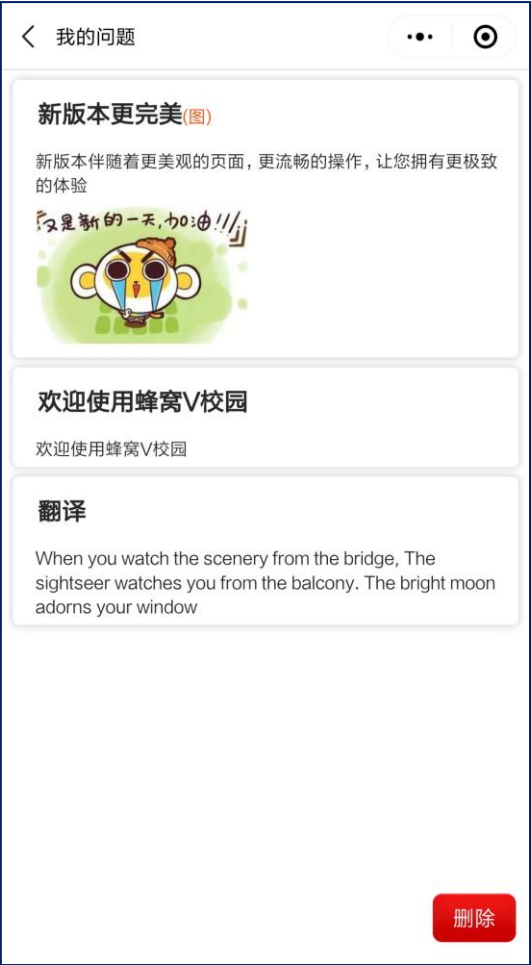 我的问题
新版本更完美(图)
新版本伴随着更美观的页面，更流畅的操作，让您拥有更极致
的体验
又是新的一天,加油!!!
欢迎使用蜂窝V校园
欢迎使用蜂窝V校园
翻译
When you watch the scenery from the bridge, The
sightseer watches you from the balcony. The bright moon
adorns your window
删除